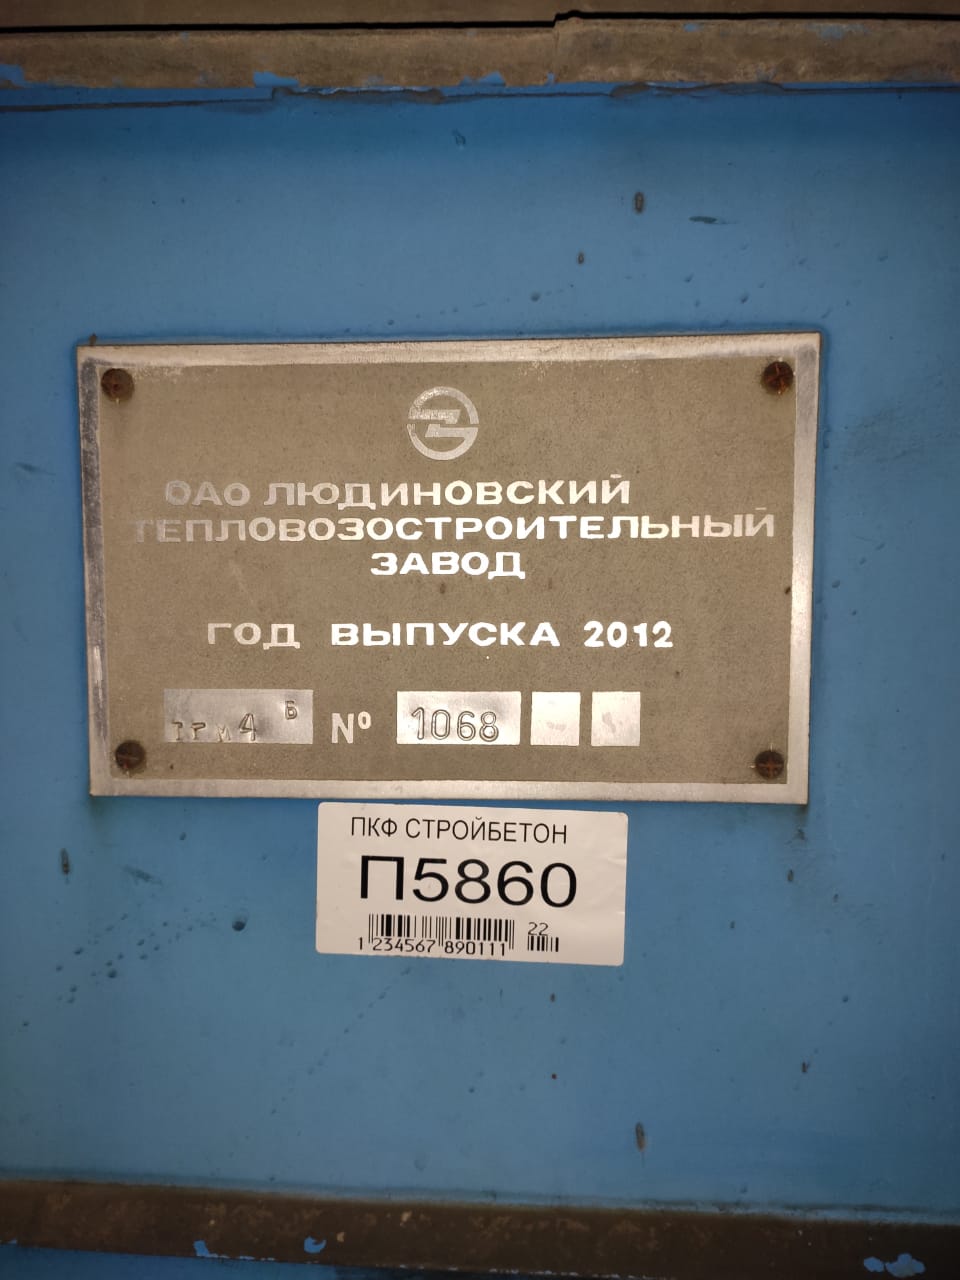 ОАО ЛЮДИНОВСКИЙ
ТЕПЛОВОЗОСТРОИТЕЛЬНЫЙ
ЗАВОД
ГОД ВЫПУСКА 2012
ТГМ4 Б № 1068
ПКФ СТРОЙБЕТОН
П5860
22
1 234567 890111